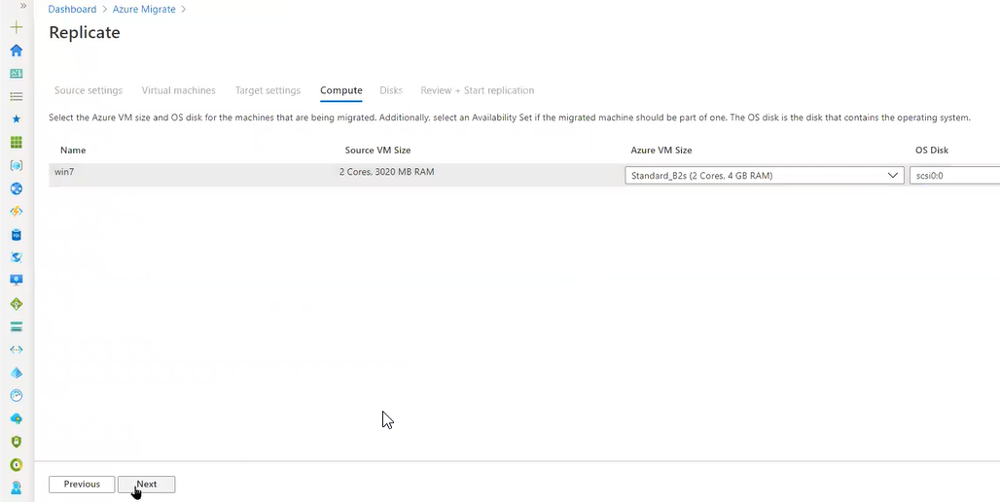 »
Dashboard > Azure Migrate >
Replicate
Source settings Virtual machines Target settings Compute Disks Review + Start replication
Select the Azure VM size and OS disk for the machines that are being migrated. Additionally, select an Availability Set if the migrated machine should be part of one. The OS disk is the disk that contains the operating system.
Name Source VM Size Azure VM Size OS Disk
win7 2 Cores, 3020 MB RAM Standard_B2s (2 Cores, 4 GB RAM) scsi0:0
Previous Next